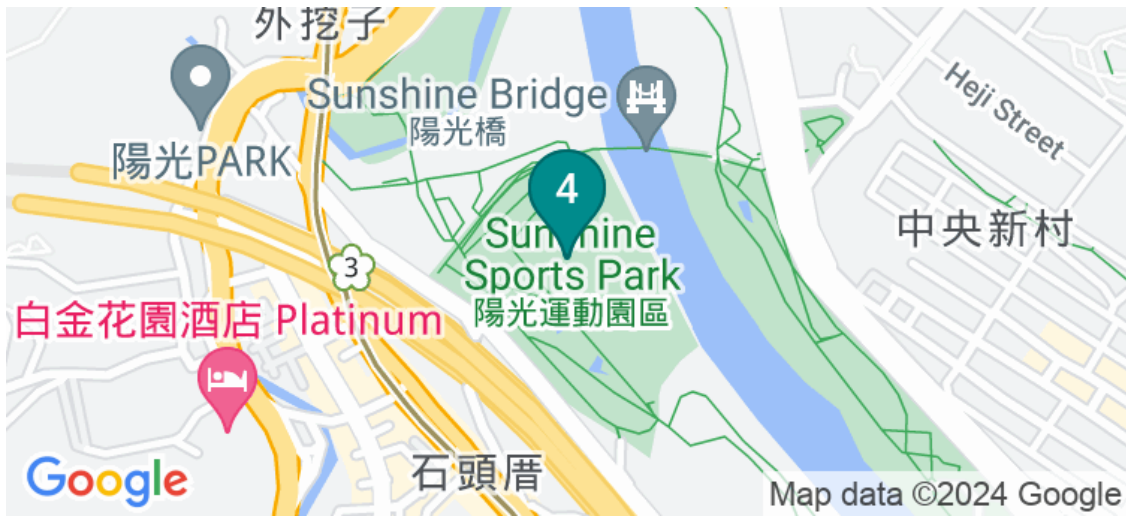 外挖子
Sunshine Bridge
陽光橋
Heji Street
陽光PARK
4
Sunshine
Sports Park
陽光運動園區
中央新村
3
白金花園酒店 Platinum
石頭厝
Google
Map data ©2024 Google